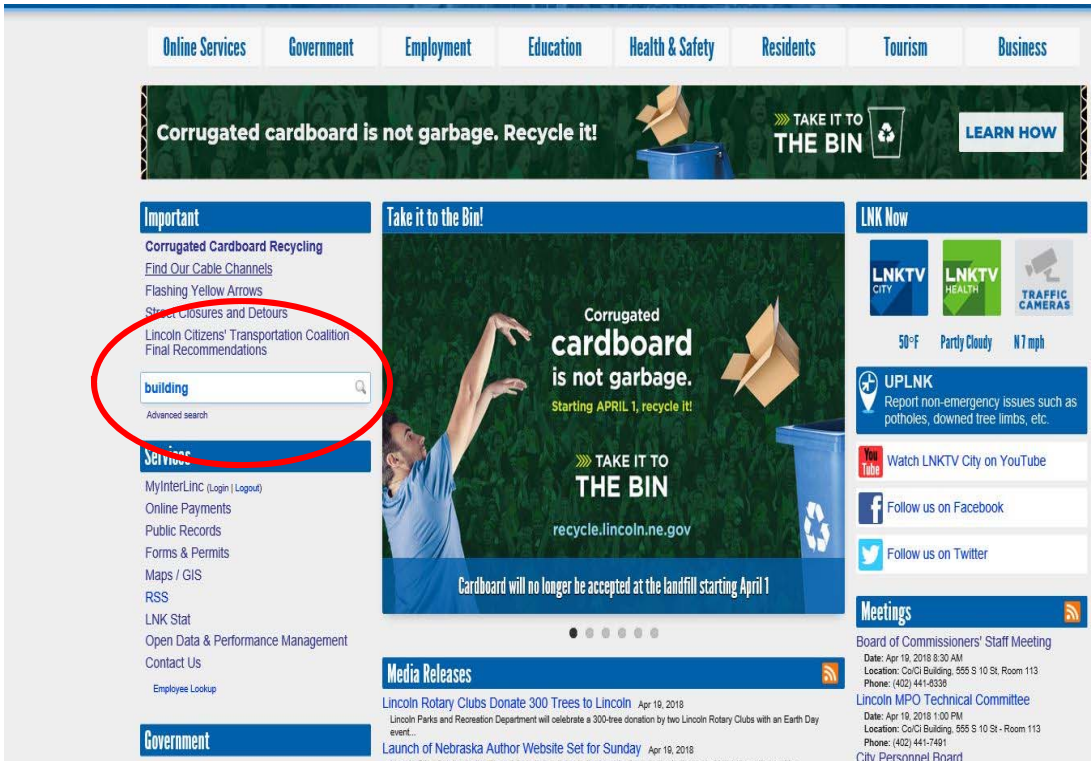 Online Services Government Employment Education Health & Safety Residents Tourism Business
Corrugated cardboard is not garbage. Recycle it!
TAKE IT TO
THE BIN
LEARN HOW
Important
Corrugated Cardboard Recycling
Find Our Cable Channels
Flashing Yellow Arrows
Street Closures and Detours
Lincoln Citizens' Transportation Coalition
Final Recommendations
building
Advanced search
Services
MyInterLinc (Login | Logout)
Online Payments
Public Records
Forms & Permits
Maps / GIS
RSS
LNK Stat
Open Data & Performance Management
Contact Us
Employee Lookup
Government
Take it to the Bin!
Corrugated
cardboard
is not garbage.
Starting APRIL 1, recycle it!
TAKE IT TO
THE BIN
recycle.lincoln.ne.gov
Cardboard will no longer be accepted at the landfill starting April 1
Media Releases
Lincoln Rotary Clubs Donate 300 Trees to Lincoln Apr 19, 2018
Lincoln Parks and Recreation Department will celebrate a 300-tree donation by two Lincoln Rotary Clubs with an Earth Day
event...
Launch of Nebraska Author Website Set for Sunday Apr 19, 2018
LNK Now
LNKTV
CITY
LNKTV
HEALTH
TRAFFIC
CAMERAS
50°F Partly Cloudy N 7 mph
UPLNK
Report non-emergency issues such as
potholes, downed tree limbs, etc.
You
Tube
Watch LNKTV City on YouTube
Follow us on Facebook
Follow us on Twitter
Meetings
Board of Commissioners' Staff Meeting
Date: Apr 19, 2018 8:30 AM
Location: Co/Ci Building, 555 S 10 St, Room 113
Phone: (402) 441-6336
Lincoln MPO Technical Committee
Date: Apr 19, 2018 1:00 PM
Location: Co/Ci Building, 555 S 10 St - Room 113
Phone: (402) 441-7491
City Personnel Board